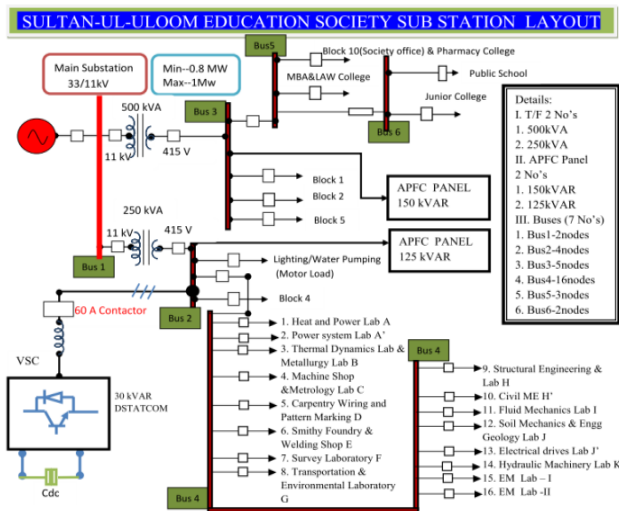 SULTAN-UL-ULOOM EDUCATION SOCIETY SUB STATION LAYOUT
Main Substation
33/11kV
Min--0.8 MW
Max--1Mw
Bus5
Block 10(Society office) & Pharmacy College
MBA&LAW College
Public School
Junior College
Bus 6
500 kVA
Bus 3
11 kV
415 V
Block 1
Block 2
Block 5
APFC PANEL
150 kVAR
250 kVA
11 kV
415 V
Bus 1
APFC PANEL
125 kVAR
Lighting/Water Pumping
(Motor Load)
Block 4
Bus 2
60 A Contactor
VSC
30 kVAR
DSTATCOM
Cdc
Details:
I. T/F 2 No's
1. 500kVA
2. 250kVA
II. APFC Panel
2 No's
1. 150kVAR
2. 125kVAR
III. Buses (7 No's)
1. Bus1-2nodes
2. Bus2-4nodes
3. Bus3-5nodes
4. Bus4-16nodes
5. Bus5-3nodes
6. Bus6-2nodes
1. Heat and Power Lab A
2. Power system Lab A'
3. Thermal Dynamics Lab &
Metallurgy Lab B
4. Machine Shop
&Metrology Lab C
5. Carpentry Wiring and
Pattern Marking D
6. Smithy Foundry &
Welding Shop E
7. Survey Laboratory F
8. Transportation &
Environmental Laboratory
G
Bus 4
Bus 4
9. Structural Engineering &
Lab H
10. Civil ME H'
11. Fluid Mechanics Lab I
12. Soil Mechanics & Engg
Geology Lab J
13. Electrical drives Lab J'
14. Hydraulic Machinery Lab K
15. EM Lab – I
16. EM Lab -II